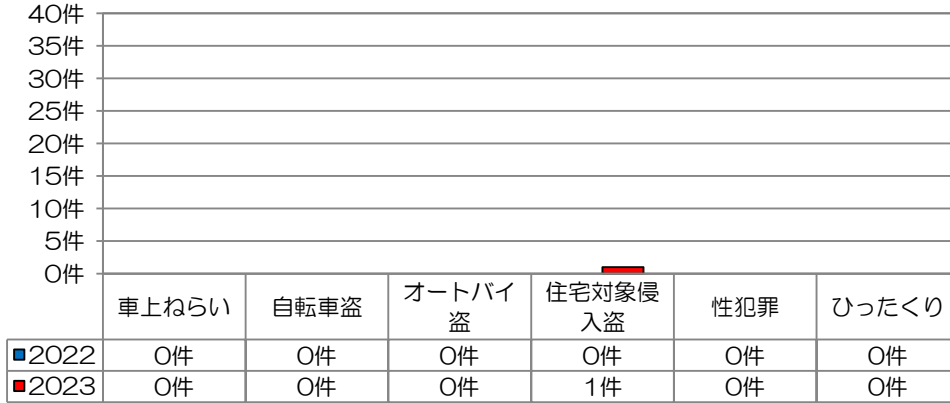 40件
35件
30件
25件
20件
15件
10件
5件
0件
車上ねらい 自転車盗 オートバイ盗 住宅対象侵入盗 性犯罪 ひったくり
2022 0件 0件 0件 0件 0件 0件
2023 0件 0件 0件 1件 0件 0件